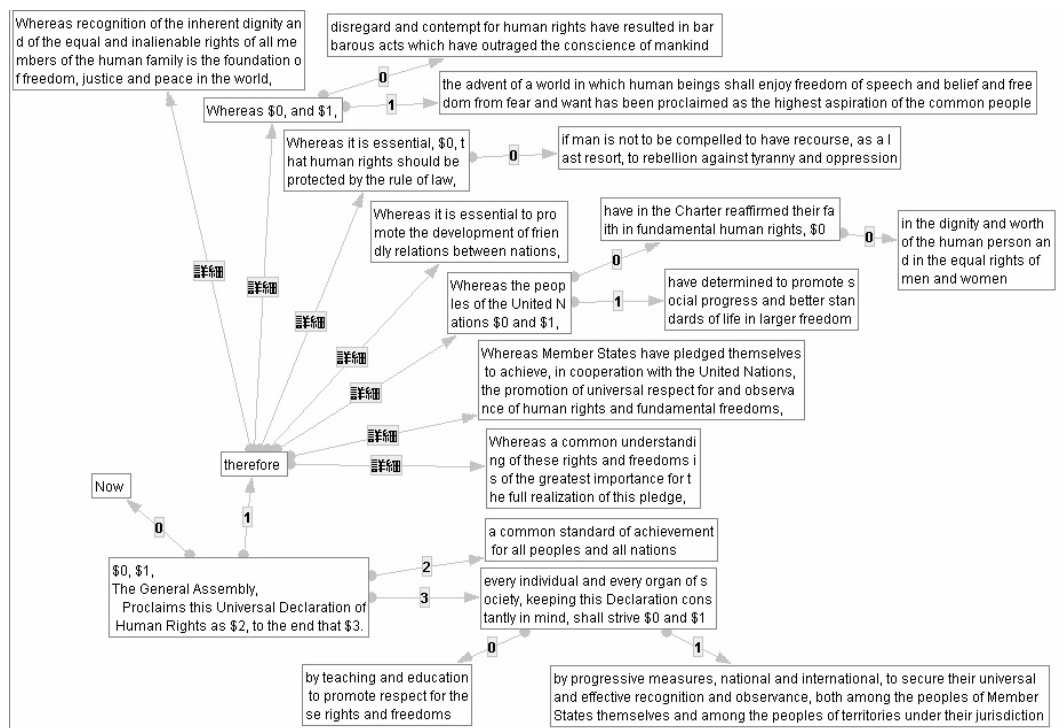 Whereas recognition of the inherent dignity an
d of the equal and inalienable rights of all me
mbers of the human family is the foundation o
f freedom, justice and peace in the world,
disregard and contempt for human rights have resulted in bar
barous acts which have outraged the conscience of mankind
0
the advent of a world in which human beings shall enjoy freedom of speech and belief and free
dom from fear and want has been proclaimed as the highest aspiration of the common people
1
Whereas $0, and $1,
Whereas it is essential, $0, t
hat human rights should be
protected by the rule of law,
0
if man is not to be compelled to have recourse, as a l
ast resort, to rebellion against tyranny and oppression
Whereas it is essential to pro
mote the development of frien
dly relations between nations,
have in the Charter reaffirmed their fa
ith in fundamental human rights, $0
0
in the dignity and worth
of the human person an
d in the equal rights of
men and women
0
Whereas the peop
les of the United N
ations $0 and $1,
1
have determined to promote s
ocial progress and better stan
dards of life in larger freedom
詳細
詳細
詳細
詳細
詳細
Whereas Member States have pledged themselves
to achieve, in cooperation with the United Nations,
the promotion of universal respect for and observa
nce of human rights and fundamental freedoms,
詳細
Whereas a common understandi
ng of these rights and freedoms i
s of the greatest importance for t
he full realization of this pledge,
詳細
therefore
Now
0
1
$0, $1,
The General Assembly,
Proclaims this Universal Declaration of
Human Rights as $2, to the end that $3.
2
a common standard of achievement
for all peoples and all nations
3
every individual and every organ of s
ociety, keeping this Declaration cons
tantly in mind, shall strive $0 and $1
0
1
by teaching and education
to promote respect for the
se rights and freedoms
by progressive measures, national and international, to secure their universal
and effective recognition and observance, both among the peoples of Member
States themselves and among the peoples of territories under their jurisdiction